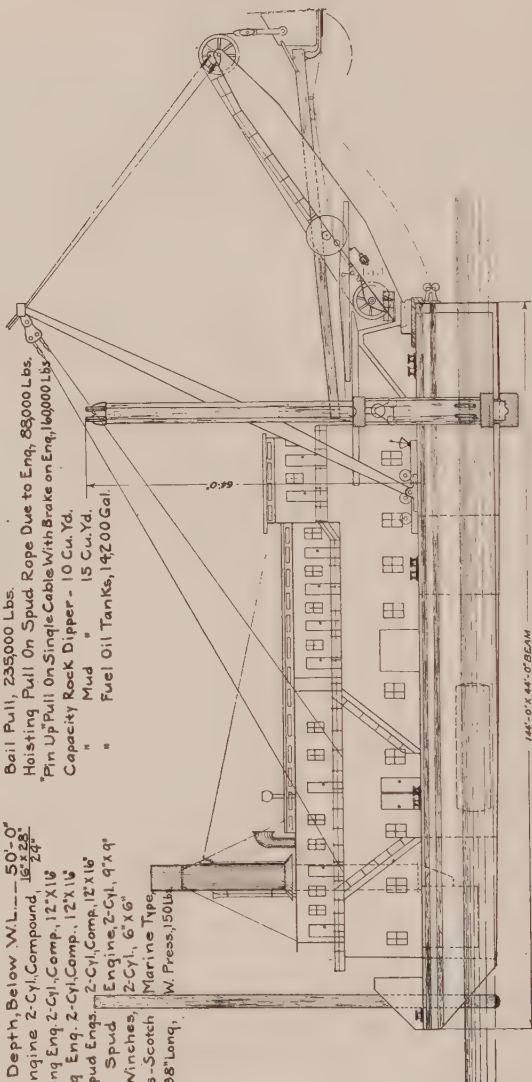 Depth, Below W.L.----50'-0"
ngine 2-Cyl, Compound, 16"x28"
24"
ng Eng. 2-Cyl., Comp., 12"x16"
g Eng. 2-Cyl, Comp., 12"x16"
pud Engs. 2-Cyl, Comp., 12"x16"
Spud Engine, 2-Cyl., 9"x9"
Winches, 2-Cyl., 6"x6"
s-Scotch Marine Type,
Long, W. Press., 150 Lb
Bail Pull, 235,000 Lbs.
Hoisting Pull On Spud Rope Due to Eng., 88,000 Lbs.
"Pin Up" Pull On Single Cable With Brake on Eng., 160,000 Lbs
Capacity Rock Dipper - 10 Cu. Yd.
" Mud " 15 Cu. Yd.
" Fuel Oil Tanks, 14,200 Gal.
64'-0"
144'-0" X 44'-0" BEAM